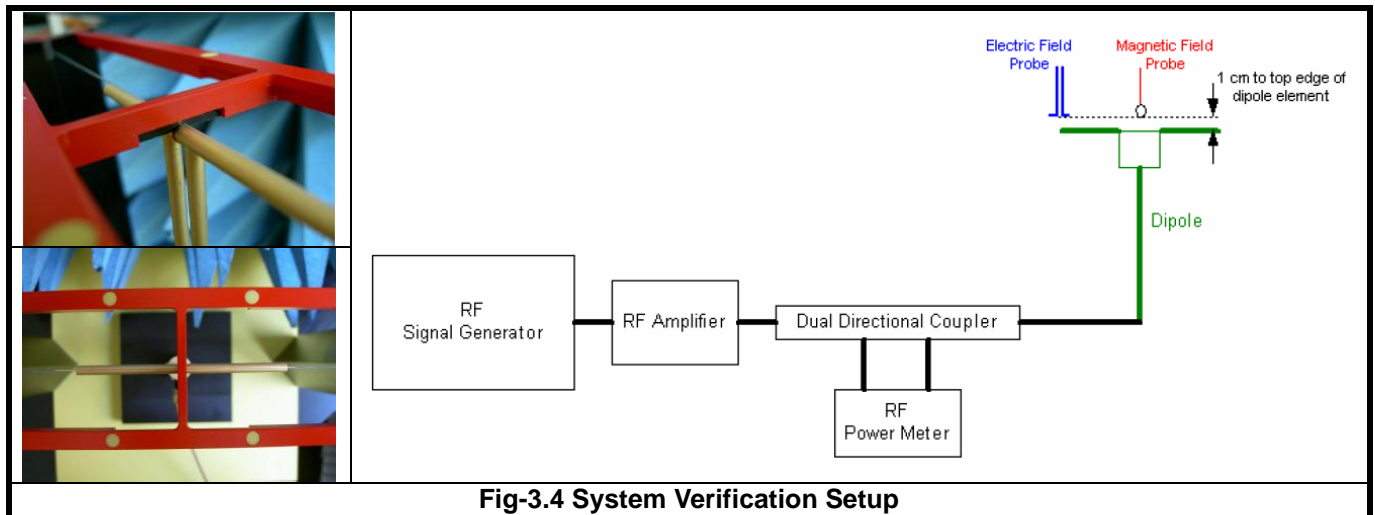 Electric Field
Probe
Magnetic Field
Probe
1 cm to top edge of
dipole element
Dipole
RF
Signal Generator
RF Amplifier
Dual Directional Coupler
RF
Power Meter
Fig-3.4 System Verification Setup